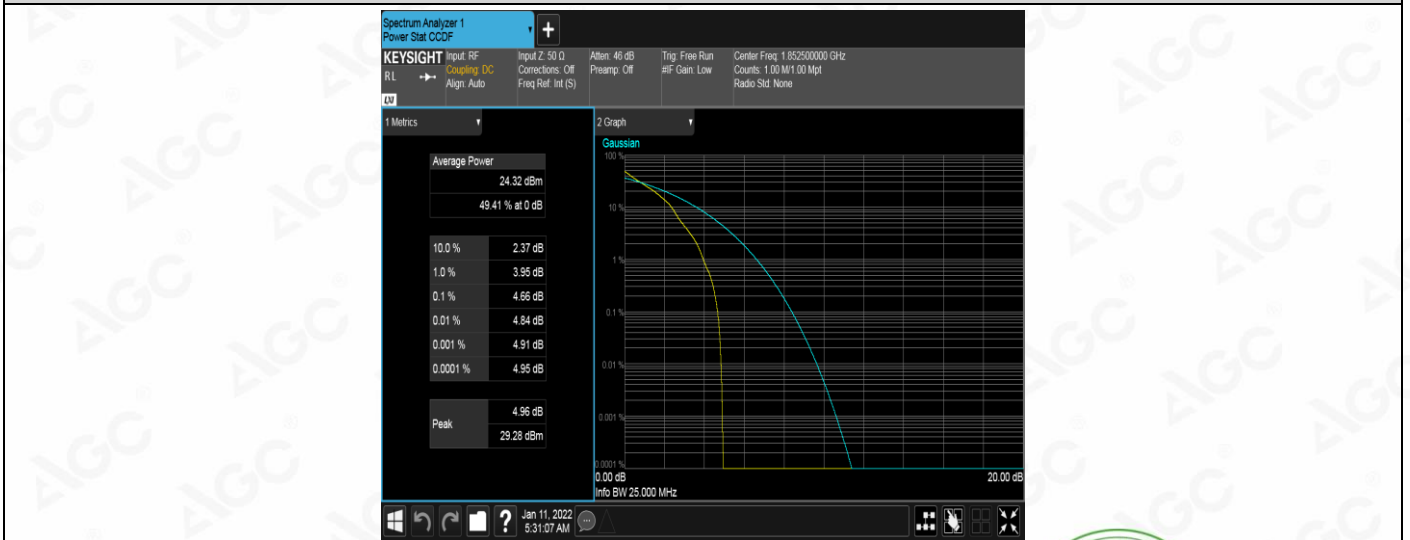 Spectrum Analyzer 1
Power Stat CCDF
+
KEYSIGHT
RL
LXI
Input: RF
Coupling: DC
Align: Auto
Input Z: 50 Ω
Corrections: Off
Freq Ref: Int (S)
Atten: 46 dB
Preamp: Off
Trig: Free Run
#IF Gain: Low
Center Freq: 1.852500000 GHz
Counts: 1.00 M/1.00 Mpt
Radio Std: None
1 Metrics
Average Power
24.32 dBm
49.41 % at 0 dB
10.0 % 2.37 dB
1.0 % 3.95 dB
0.1 % 4.66 dB
0.01 % 4.84 dB
0.001 % 4.91 dB
0.0001 % 4.95 dB
Peak
4.96 dB
29.28 dBm
2 Graph
Gaussian
100 %
10 %
1 %
0.1 %
0.01 %
0.001 %
0.0001 %
0.00 dB
20.00 dB
Info BW 25.000 MHz
?
Jan 11, 2022
5:31:07 AM
AGC